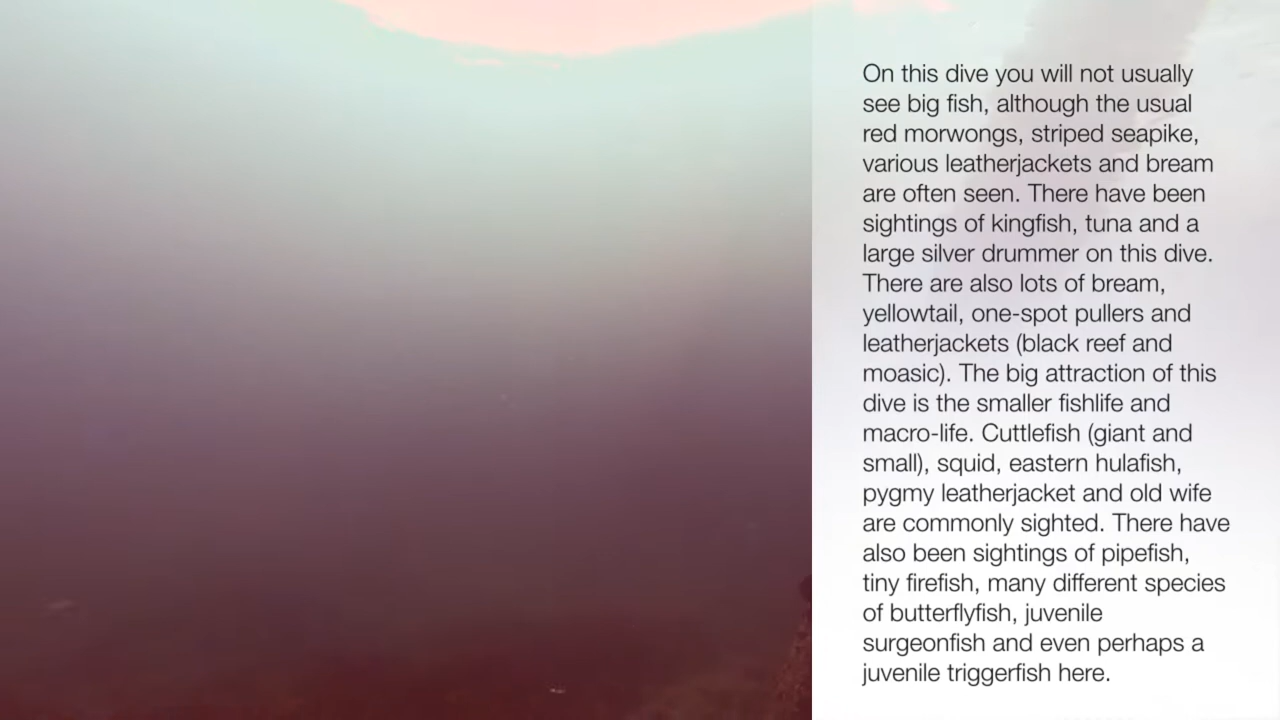 On this dive you will not usually
see big fish, although the usual
red morwongs, striped seapike,
various leatherjackets and bream
are often seen. There have been
sightings of kingfish, tuna and a
large silver drummer on this dive.
There are also lots of bream,
yellowtail, one-spot pullers and
leatherjackets (black reef and
moasic). The big attraction of this
dive is the smaller fishlife and
macro-life. Cuttlefish (giant and
small), squid, eastern hulafish,
pygmy leatherjacket and old wife
are commonly sighted. There have
also been sightings of pipefish,
tiny firefish, many different species
of butterflyfish, juvenile
surgeonfish and even perhaps a
juvenile triggerfish here.